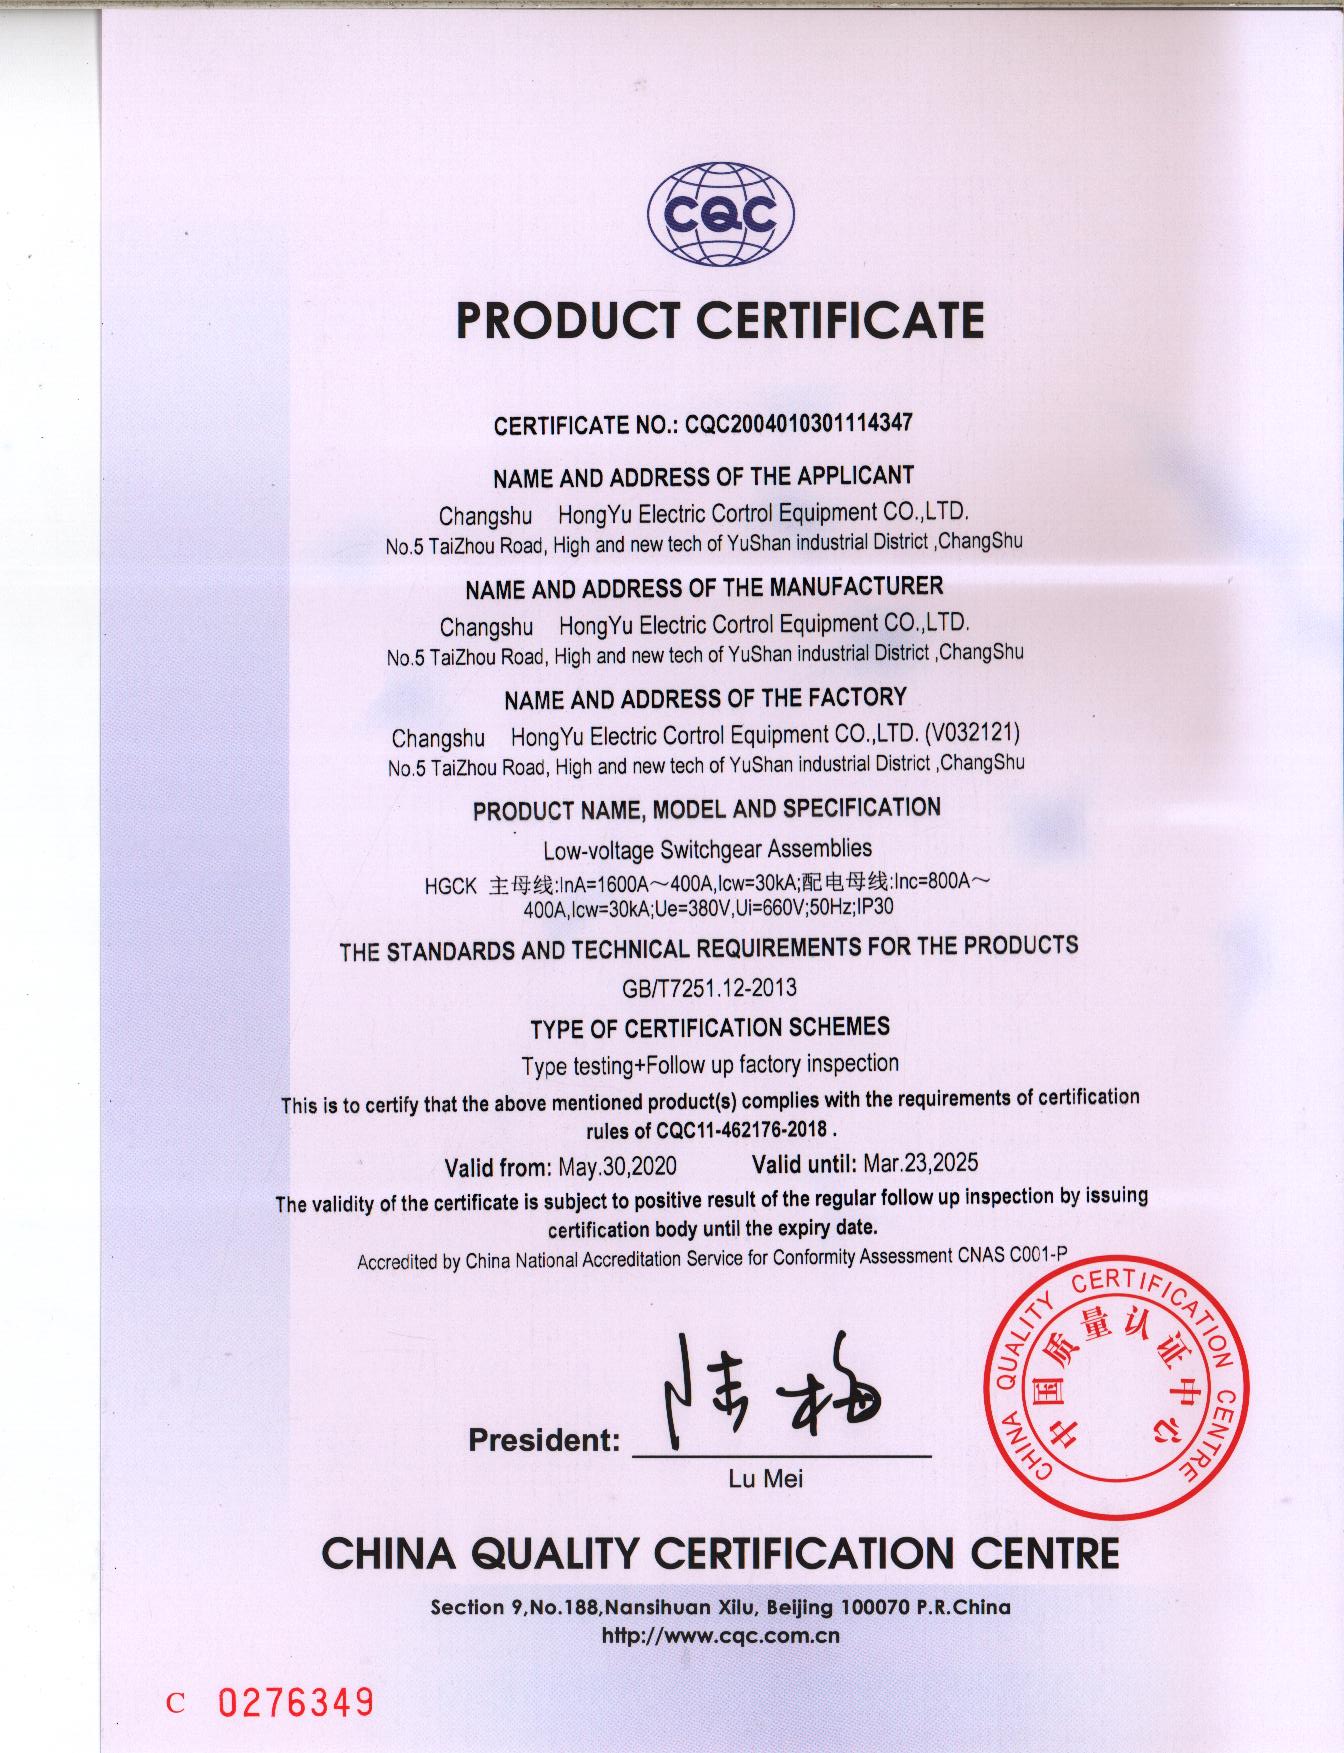 CQC
PRODUCT CERTIFICATE
CERTIFICATE NO.: CQC2004010301114347
NAME AND ADDRESS OF THE APPLICANT
Changshu HongYu Electric Cortrol Equipment CO.,LTD.
No.5 TaiZhou Road, High and new tech of YuShan industrial District ,ChangShu
NAME AND ADDRESS OF THE MANUFACTURER
Changshu HongYu Electric Cortrol Equipment CO.,LTD.
No.5 TaiZhou Road, High and new tech of YuShan industrial District ,ChangShu
NAME AND ADDRESS OF THE FACTORY
Changshu HongYu Electric Cortrol Equipment CO.,LTD. (V032121)
No.5 TaiZhou Road, High and new tech of YuShan industrial District ,ChangShu
PRODUCT NAME, MODEL AND SPECIFICATION
Low-voltage Switchgear Assemblies
HGCK 主母线:InA=1600A～400A,Icw=30kA;配电母线:Inc=800A～
400A,Icw=30kA;Ue=380V,Ui=660V;50Hz;IP30
THE STANDARDS AND TECHNICAL REQUIREMENTS FOR THE PRODUCTS
GB/T7251.12-2013
TYPE OF CERTIFICATION SCHEMES
Type testing+Follow up factory inspection
This is to certify that the above mentioned product(s) complies with the requirements of certification
rules of CQC11-462176-2018 .
Valid from: May.30,2020 Valid until: Mar.23,2025
The validity of the certificate is subject to positive result of the regular follow up inspection by issuing
certification body until the expiry date.
Accredited by China National Accreditation Service for Conformity Assessment CNAS C001-P
CHINA QUALITY CERTIFICATION CENTRE
中国质量认证中心
陆梅
President:
Lu Mei
CHINA QUALITY CERTIFICATION CENTRE
Section 9,No.188,Nansihuan Xilu, Beijing 100070 P.R.China
http://www.cqc.com.cn
C 0276349